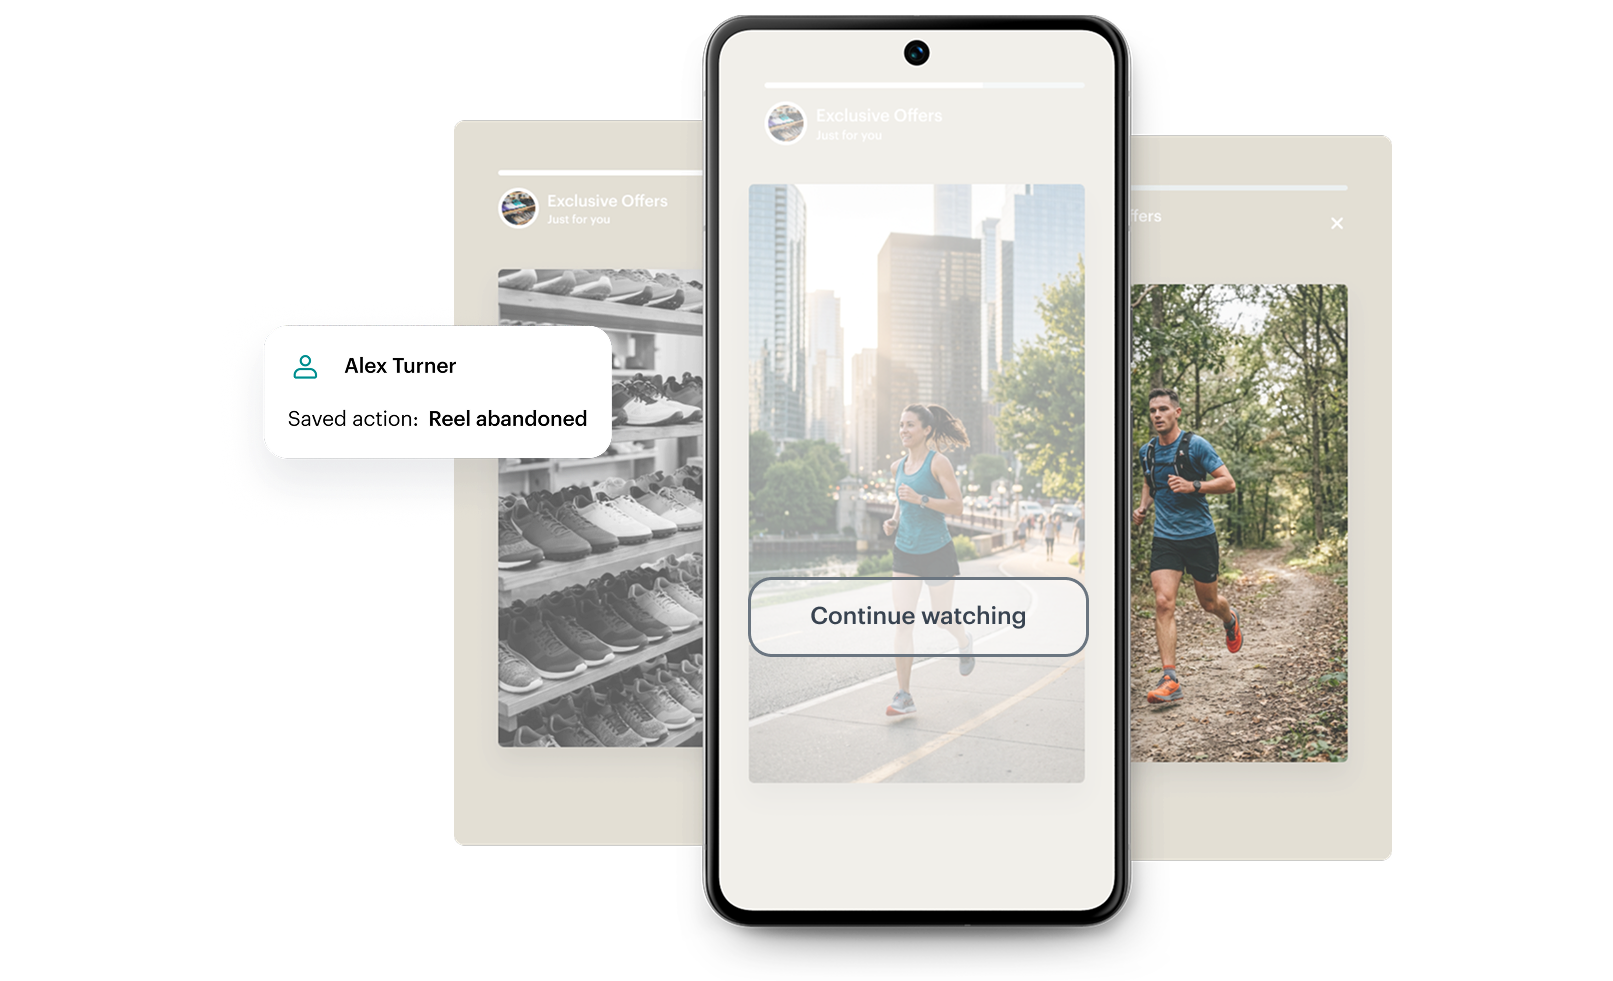 Exclusive Offers
Just for you
Exclusive Offers
Just for you
ffers
Alex Turner
Saved action: Reel abandoned
Continue watching